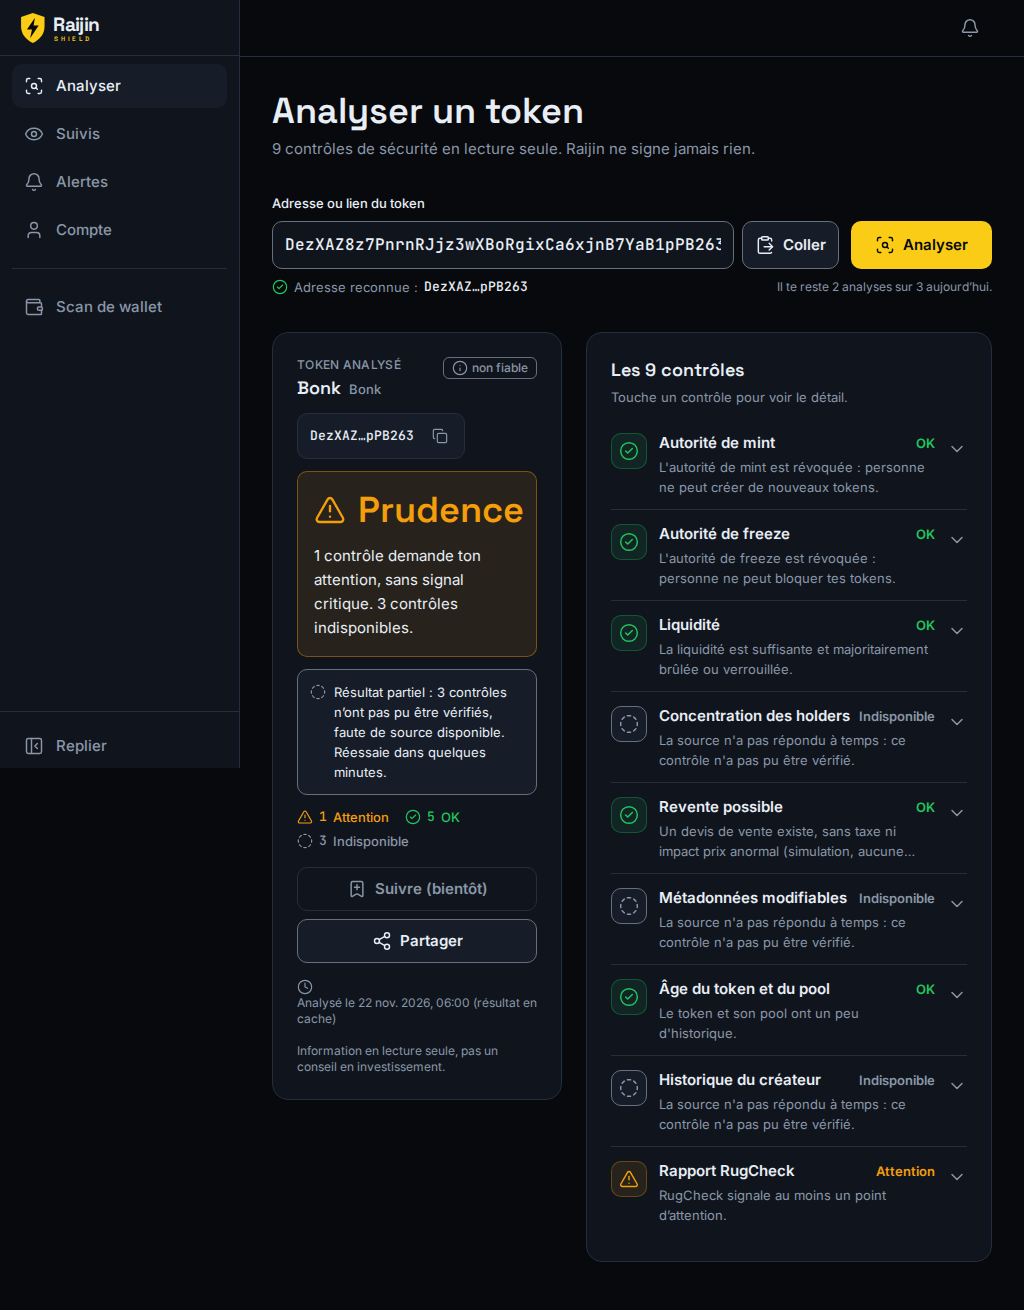 Raijin
SHIELD
Analyser
Suivis
Alertes
Compte
Scan de wallet
Replier
Analyser un token
9 contrôles de sécurité en lecture seule. Raijin ne signe jamais rien.
Adresse ou lien du token
DezXAZ8z7PnrnRJjz3wXBoRgixCa6xjnB7YaB1pPB263
Coller
Analyser
Adresse reconnue : DezXAZ…pPB263
Il te reste 2 analyses sur 3 aujourd’hui.
TOKEN ANALYSÉ
non fiable
Bonk Bonk
DezXAZ…pPB263
Prudence
1 contrôle demande ton
attention, sans signal
critique. 3 contrôles
indisponibles.
Résultat partiel : 3 contrôles
n’ont pas pu être vérifiés,
faute de source disponible.
Réessaie dans quelques
minutes.
1 Attention 5 OK
3 Indisponible
Suivre (bientôt)
Partager
Analysé le 22 nov. 2026, 06:00 (résultat en
cache)
Information en lecture seule, pas un
conseil en investissement.
Les 9 contrôles
Touche un contrôle pour voir le détail.
Autorité de mint OK
L'autorité de mint est révoquée : personne
ne peut créer de nouveaux tokens.
Autorité de freeze OK
L'autorité de freeze est révoquée :
personne ne peut bloquer tes tokens.
Liquidité OK
La liquidité est suffisante et majoritairement
brûlée ou verrouillée.
Concentration des holders Indisponible
La source n'a pas répondu à temps : ce
contrôle n'a pas pu être vérifié.
Revente possible OK
Un devis de vente existe, sans taxe ni
impact prix anormal (simulation, aucune…
Métadonnées modifiables Indisponible
La source n'a pas répondu à temps : ce
contrôle n'a pas pu être vérifié.
Âge du token et du pool OK
Le token et son pool ont un peu
d'historique.
Historique du créateur Indisponible
La source n'a pas répondu à temps : ce
contrôle n'a pas pu être vérifié.
Rapport RugCheck Attention
RugCheck signale au moins un point
d’attention.